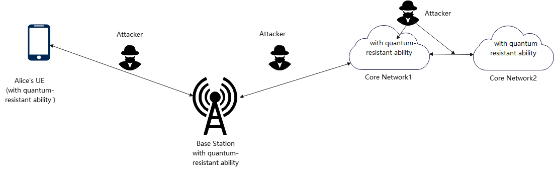 Attacker
Attacker
Attacker
with quantum-
resistant ability
with quantum-
resistant ability
Core Network1
Core Network2
Alice's UE
(with quantum-
resistant ability )
Base Station
with quantum-
resistant ability